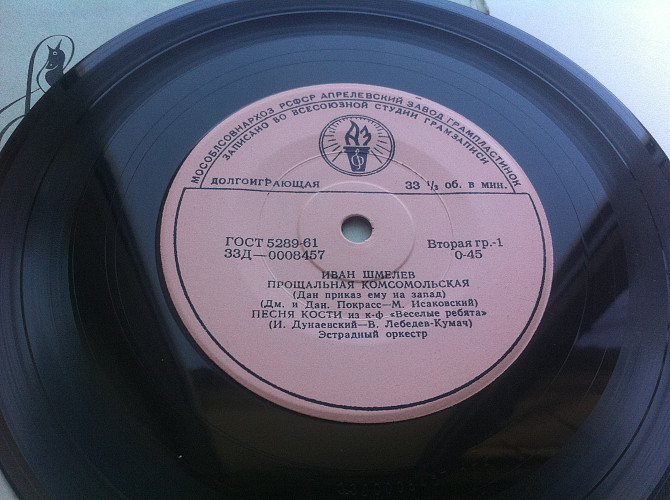 МОСОБЛСОВНАРХОЗ РСФСР АПРЕЛЕВСКИЙ ЗАВОД ГРАМПЛАСТИНОК
ЗАПИСАНО ВО ВСЕСОЮЗНОЙ СТУДИИ ГРАМЗАПИСИ
АЗ
ДОЛГОИГРАЮЩАЯ 33 1/3 об. в мин.
ГОСТ 5289-61 Вторая гр.-1
33Д—0008457 0-45
ИВАН ШМЕЛЕВ
ПРОЩАЛЬНАЯ КОМСОМОЛЬСКАЯ
(Дан приказ ему на запад)
(Дм. и Дан. Покрасс—М. Исаковский)
ПЕСНЯ КОСТИ из к-ф «Веселые ребята»
(И. Дунаевский—В. Лебедев-Кумач)
Эстрадный оркестр